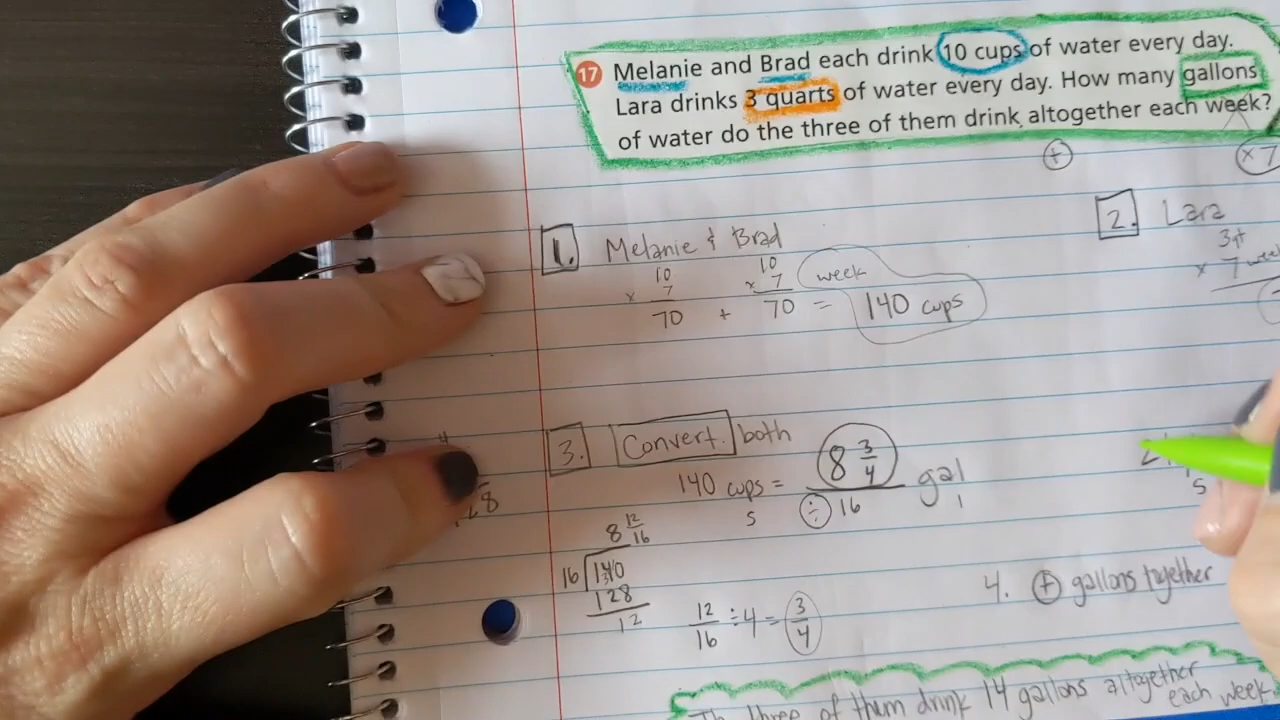 17 Melanie and Brad each drink 10 cups of water every day.
Lara drinks 3 quarts of water every day. How many gallons
of water do the three of them drink altogether each week?
+
x 7
1. Melanie & Brad
10
x 7
70
+
10
x 7
70
week
= 140 cups
2. Lara
3
x 7
3. Convert both
140 cups = 8 3/4 gal
s ÷ 16 1
s
8 12/16
16 140
128
12
12/16 ÷ 4 = 3/4
4. + gallons together
three of them drink 14 gallons altogether
each week